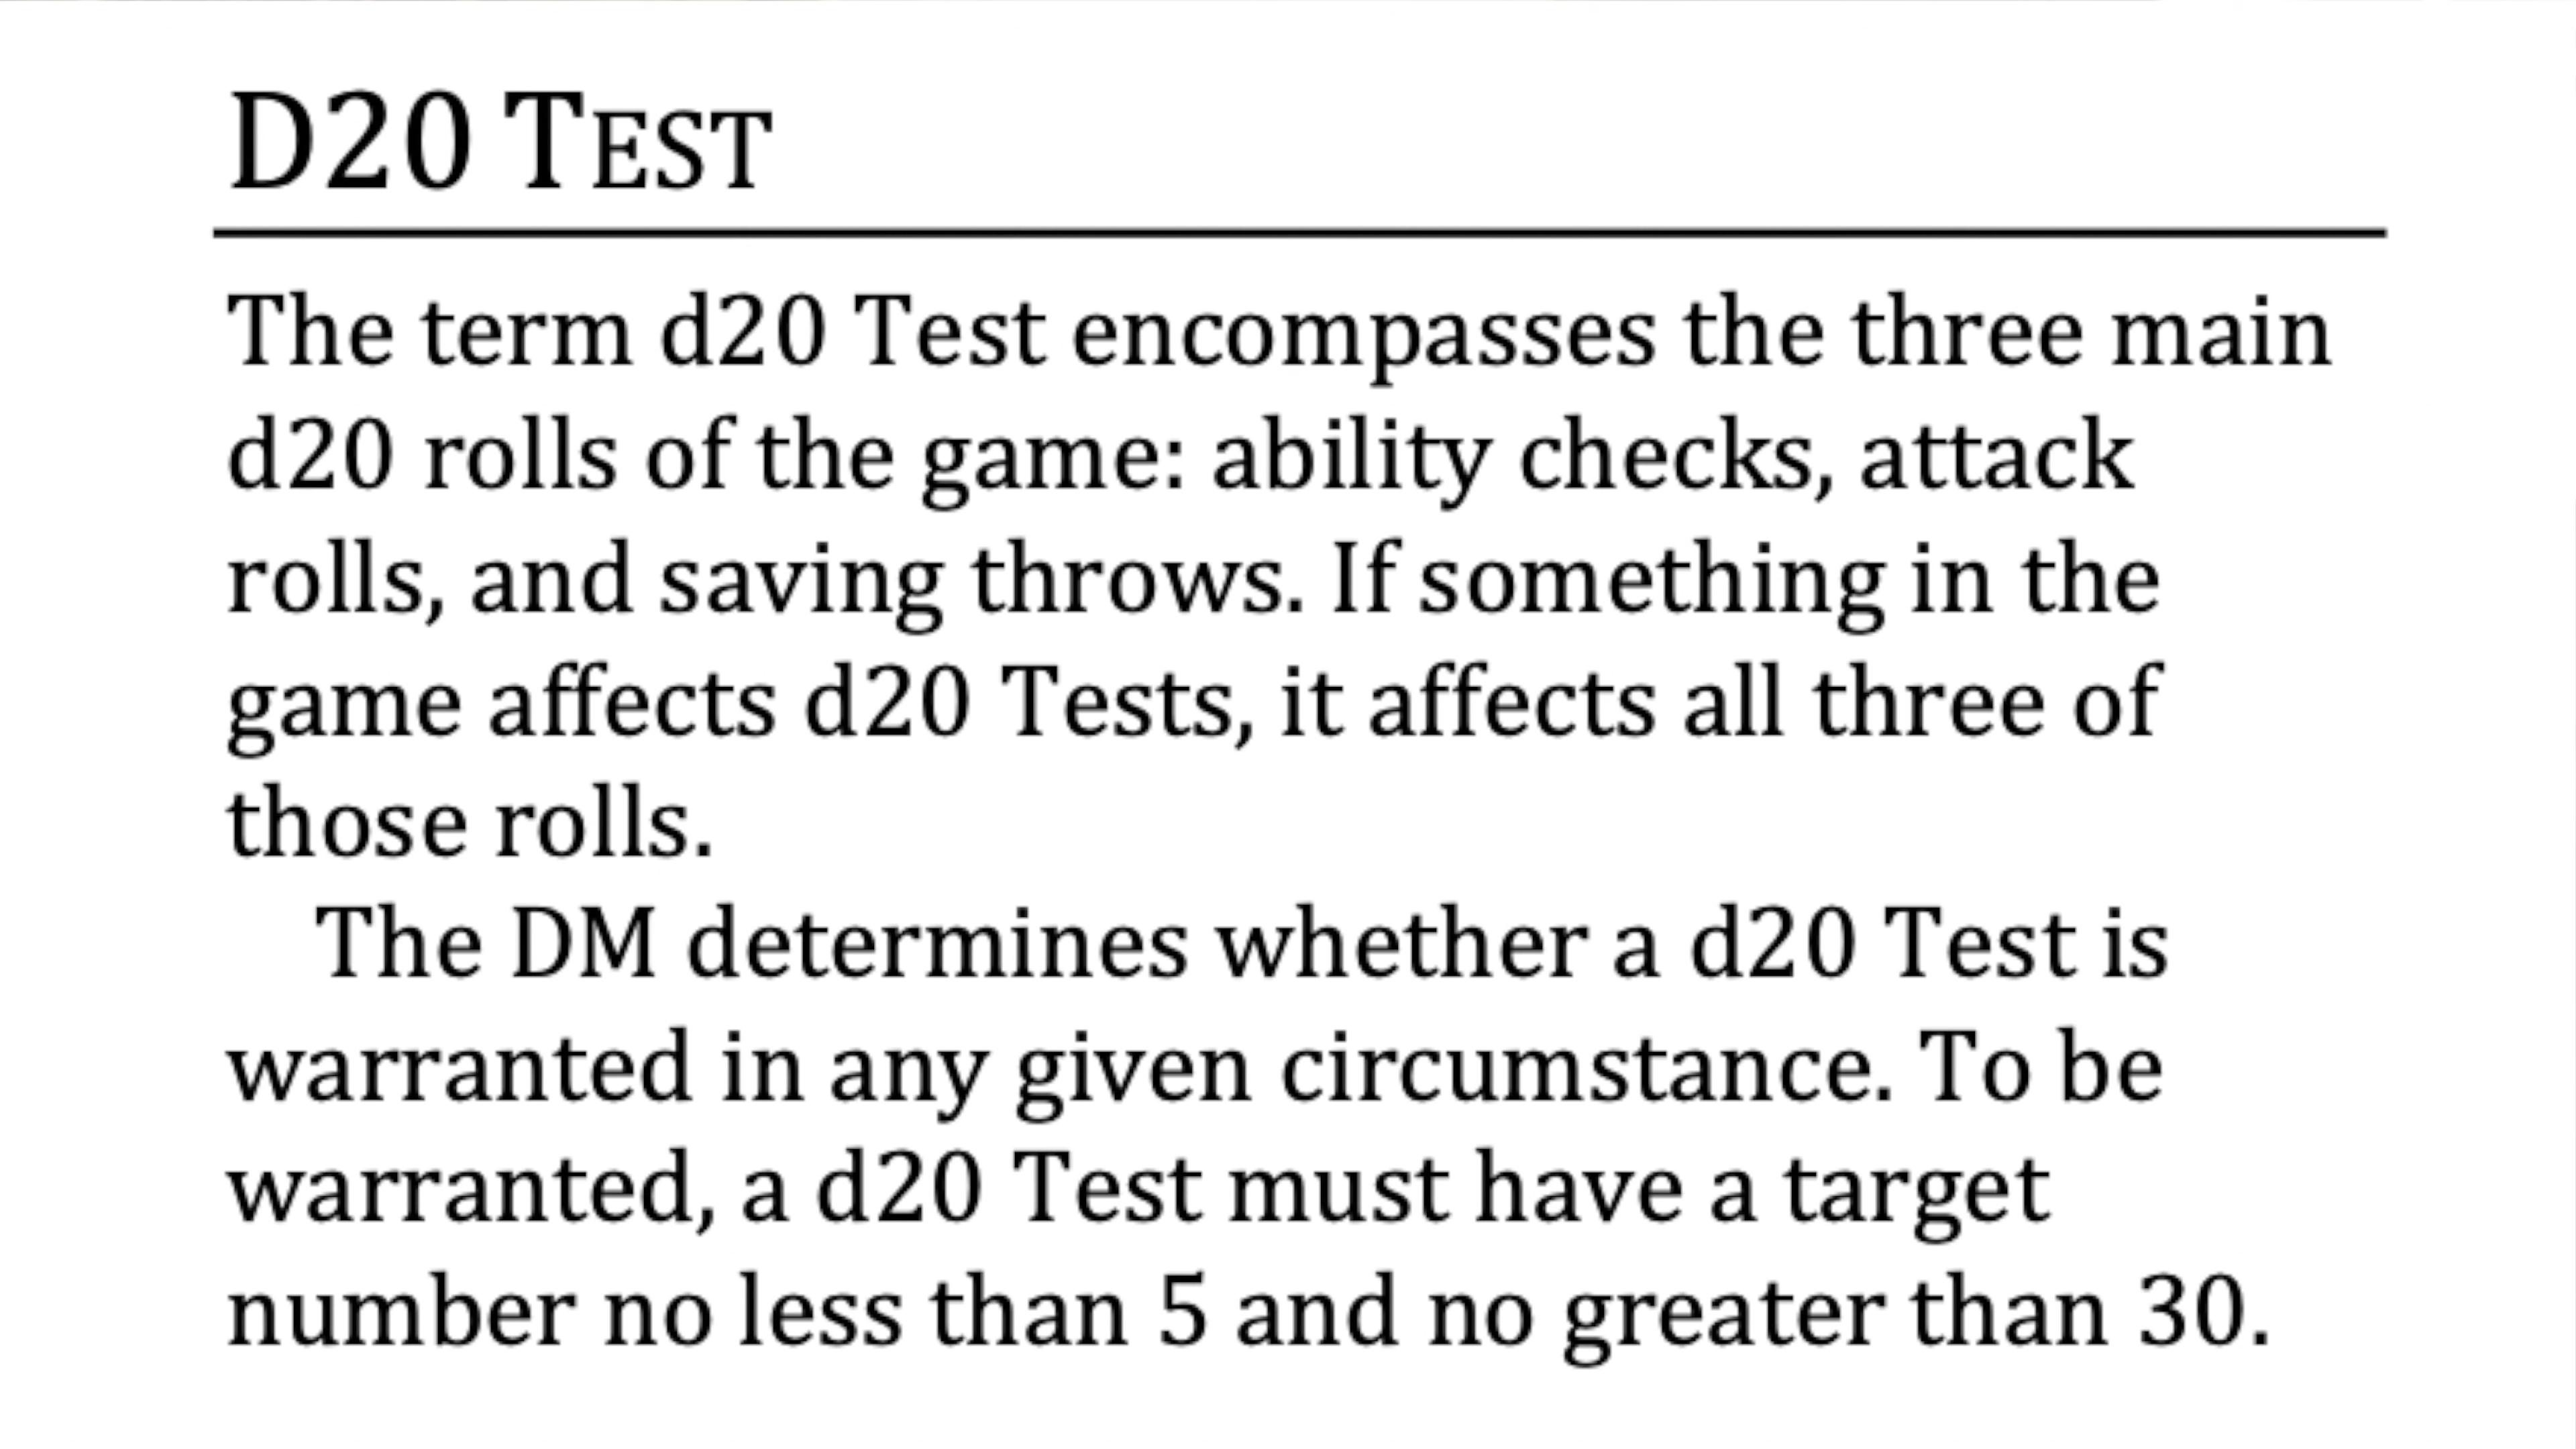 D20 TEST
The term d20 Test encompasses the three main
d20 rolls of the game: ability checks, attack
rolls, and saving throws. If something in the
game affects d20 Tests, it affects all three of
those rolls.
The DM determines whether a d20 Test is
warranted in any given circumstance. To be
warranted, a d20 Test must have a target
number no less than 5 and no greater than 30.